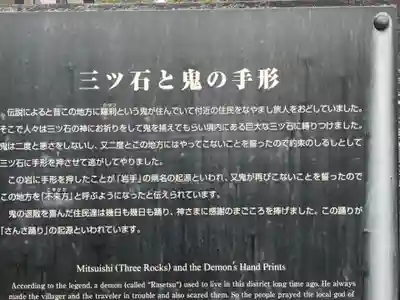 三ツ石と鬼の手形
伝説によると昔この地方に羅刹という鬼が住んでいて付近の住民をなやまし旅人をおどしていました。
そこで人々は三ツ石の神にお祈りをして鬼を捕えてもらい境内にある巨大な三ツ石に縛りつけました。
鬼は二度と悪さをしないし、又二度とこの地方にはやってこないことを誓ったので約束のしるしとして
三ツ石に手形を押させて逃がしてやりました。
この岩に手形を押したことが「岩手」の県名の起源といわれ、又鬼が再びこないことを誓ったので
この地方を「不来方」と呼ぶようになったと伝えられています。
鬼の退散を喜んだ住民達は幾日も幾日も踊り、神さまに感謝のまごころを捧げました。この踊りが
「さんさ踊り」の起源といわれています。
Mitsuishi (Three Rocks) and the Demon's Hand Prints
According to the legend, a demon (called "Rasetsu") used to live in this district long time ago. He always
made the villager and the traveler in trouble and also scared them. So the people prayed the local god of